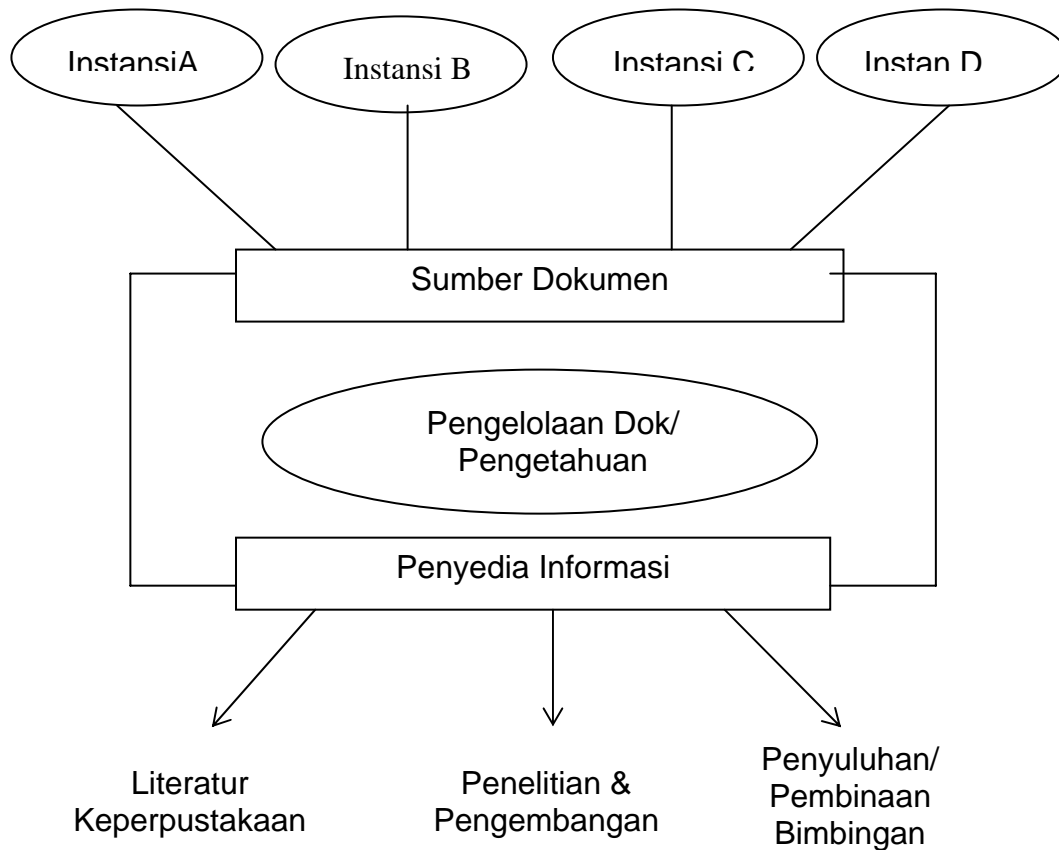 InstansiA
Instansi B
Instansi C
Instan D
Sumber Dokumen
Pengelolaan Dok/
Pengetahuan
Penyedia Informasi
Literatur
Keperpustakaan
Penelitian &
Pengembangan
Penyuluhan/
Pembinaan
Bimbingan